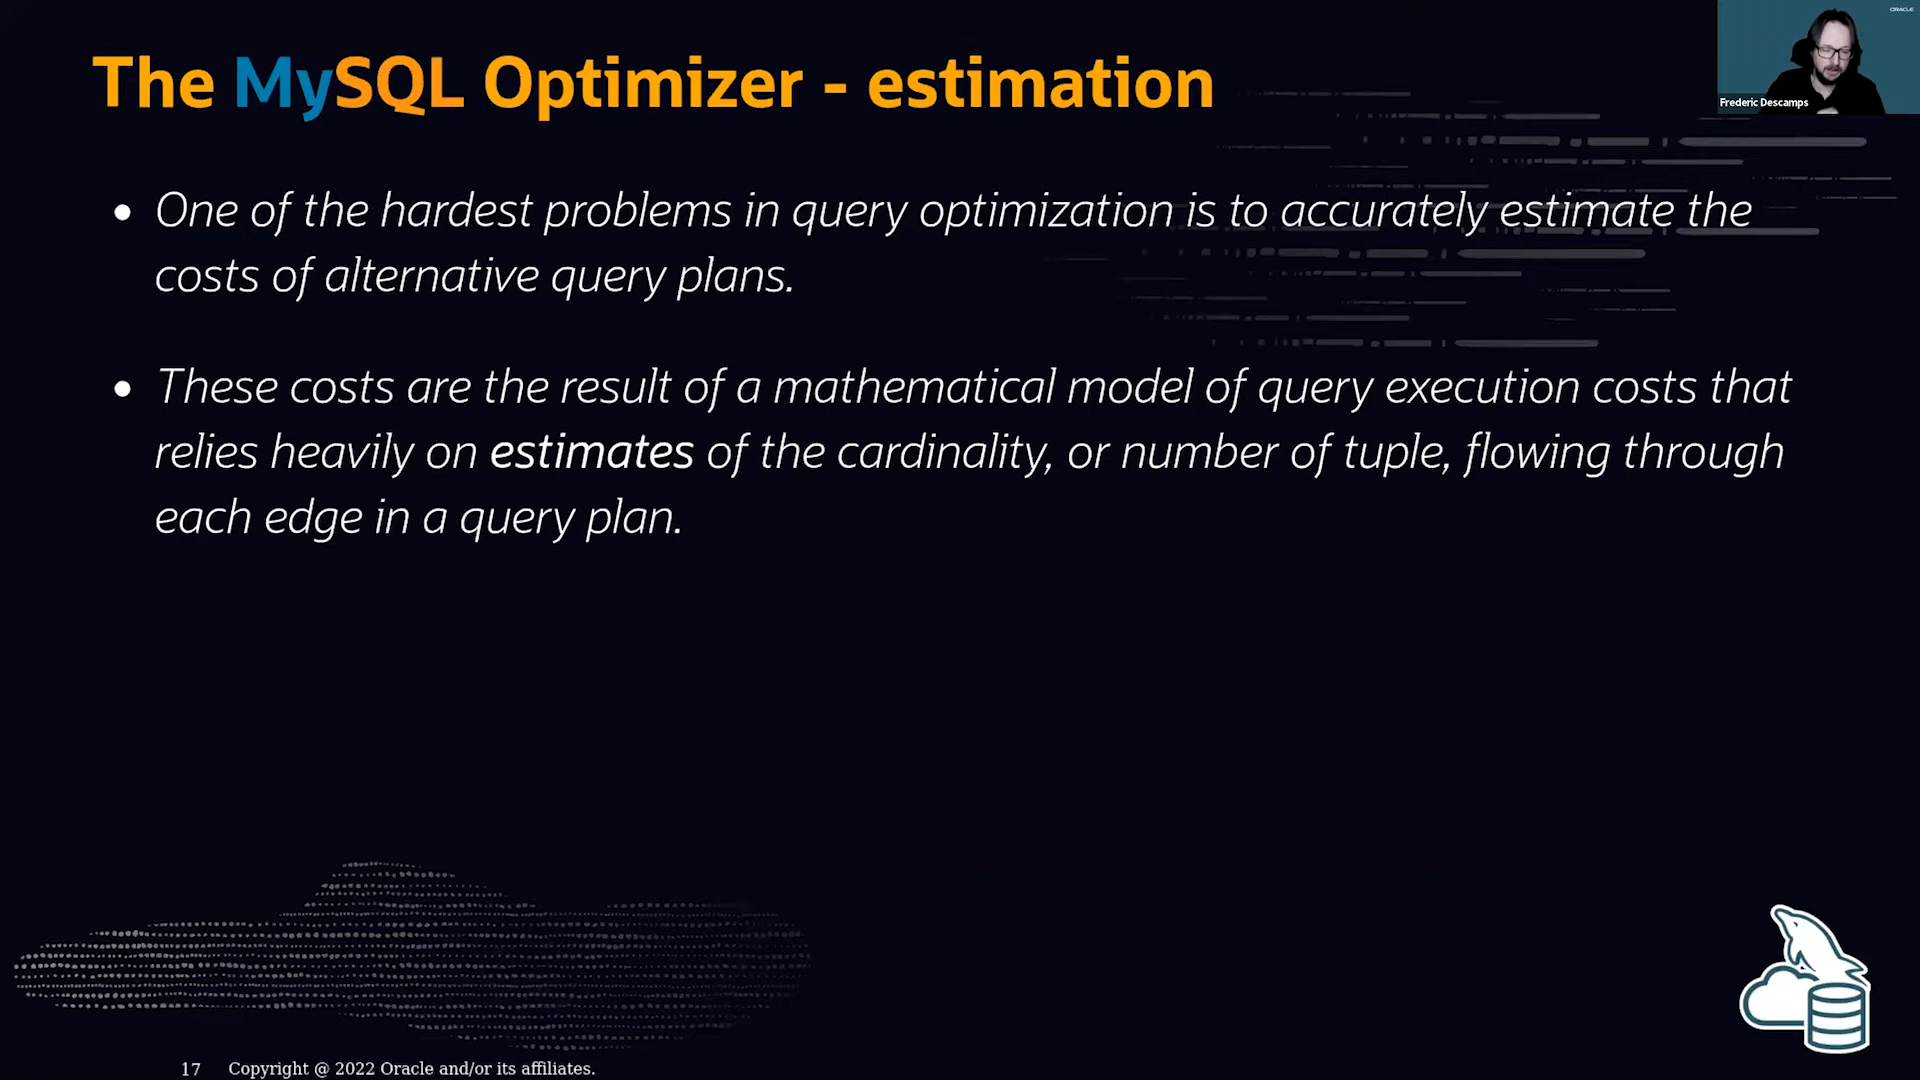 The MySQL Optimizer - estimation
ORACLE
Frederic Descamps
• One of the hardest problems in query optimization is to accurately estimate the
costs of alternative query plans.
• These costs are the result of a mathematical model of query execution costs that
relies heavily on estimates of the cardinality, or number of tuple, flowing through
each edge in a query plan.
17 Copyright @ 2022 Oracle and/or its affiliates.